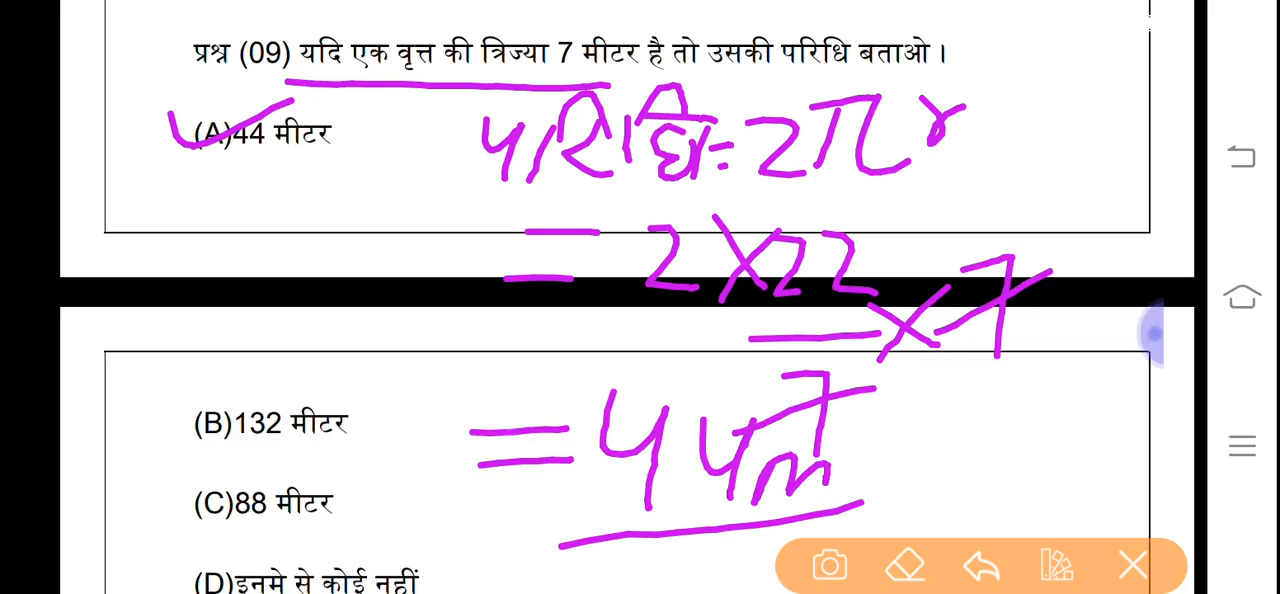 प्रश्न (09) यदि एक वृत्त की त्रिज्या 7 मीटर है तो उसकी परिधि बताओ ।
(A)44 मीटर
परिधि = 2πr
= 2 × 22 × 7
7
= 44 m
(B)132 मीटर
(C)88 मीटर
(D)इनमे से कोई नहीं